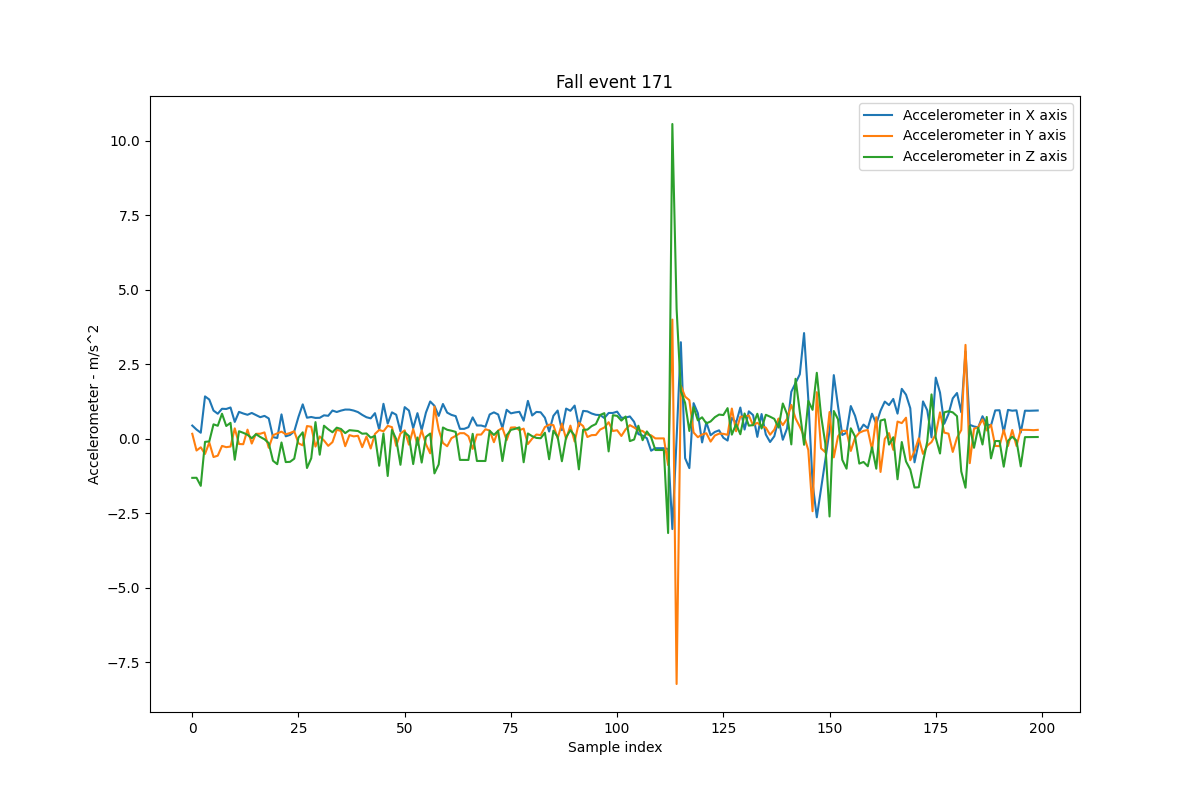 Fall event 171
Accelerometer in X axis
Accelerometer in Y axis
Accelerometer in Z axis
10.0
7.5
5.0
2.5
0.0
−2.5
−5.0
−7.5
Accelerometer - m/s^2
0 25 50 75 100 125 150 175 200
Sample index